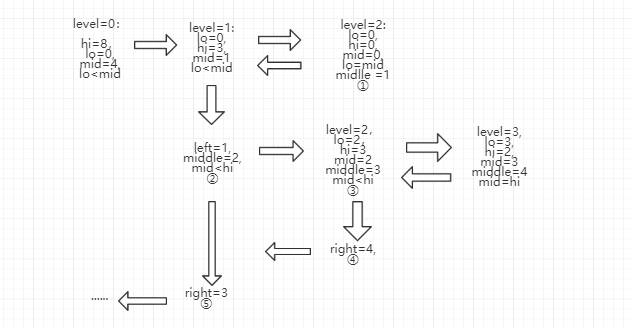 level=0:
hi=8,
lo=0,
mid=4,
lo<mid
level=1:
lo=0,
hi=3,
mid=1
lo<mid
level=2:
lo=0,
hi=0,
mid=0,
lo=mid
midlle =1
①
left=1,
middle=2,
mid<hi
②
level=2,
lo=2,
hi=3
mid=2
middle=3
mid<hi
③
level=3,
lo=3,
hi=2,
mid=3
middle=4
mid=hi
right=4,
④
right=3
⑤
......